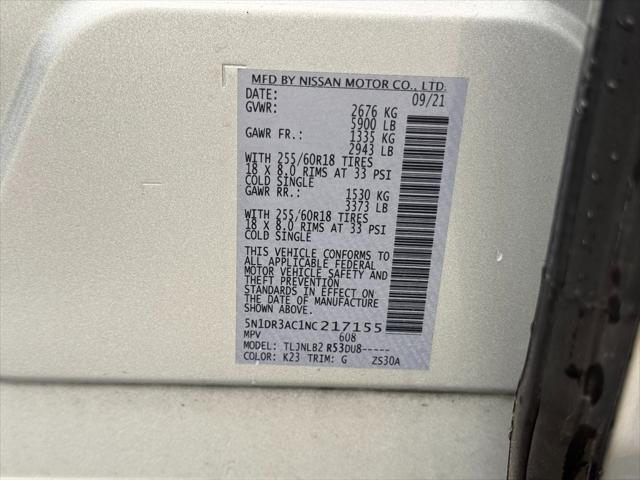 MFD BY NISSAN MOTOR CO., LTD.
DATE: 09/21
GVWR: 2676 KG
5900 LB
GAWR FR.: 1335 KG
2943 LB
WITH 255/60R18 TIRES
18 X 8.0 RIMS AT 33 PSI
COLD SINGLE
GAWR RR.: 1530 KG
3373 LB
WITH 255/60R18 TIRES
18 X 8.0 RIMS AT 33 PSI
COLD SINGLE
THIS VEHICLE CONFORMS TO
ALL APPLICABLE FEDERAL
MOTOR VEHICLE SAFETY AND
THEFT PREVENTION
STANDARDS IN EFFECT ON
THE DATE OF MANUFACTURE
SHOWN ABOVE.
5N1DR3AC1NC217155
MPV 608
MODEL: TLJNLB2 R53DU8-----
COLOR: K23 TRIM: G ZS30A